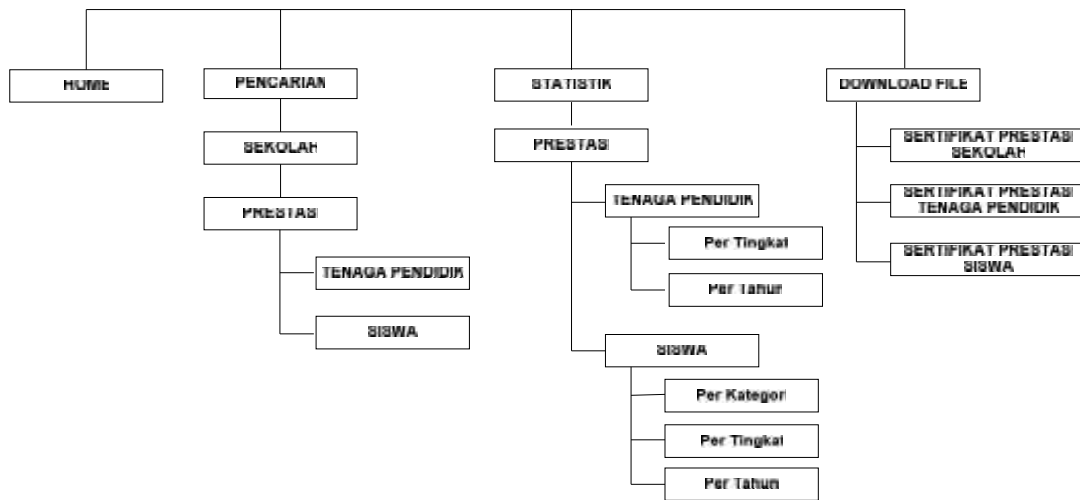 HOME
PENCARIAN
STATISTIK
DOWNLOAD FILE
SEKOLAH
PRESTASI
SERTIFIKAT PRESTASI
SEKOLAH
PRESTASI
TENAGA PENDIDIK
SERTIFIKAT PRESTASI
TENAGA PENDIDIK
Per Tingkat
SERTIFIKAT PRESTASI
SISWA
TENAGA PENDIDIK
Per Tahun
SISWA
SISWA
Per Kategori
Per Tingkat
Per Tahun